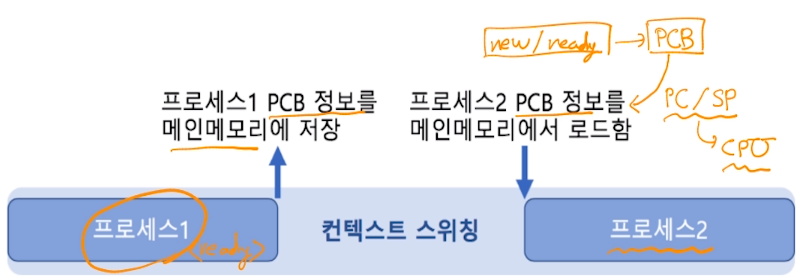 new/ready → PCB
프로세스1 PCB 정보를
메인메모리에 저장
프로세스2 PCB 정보를
메인메모리에서 로드함
PC/SP
CPU
프로세스1
<ready>
컨텍스트 스위칭
프로세스2